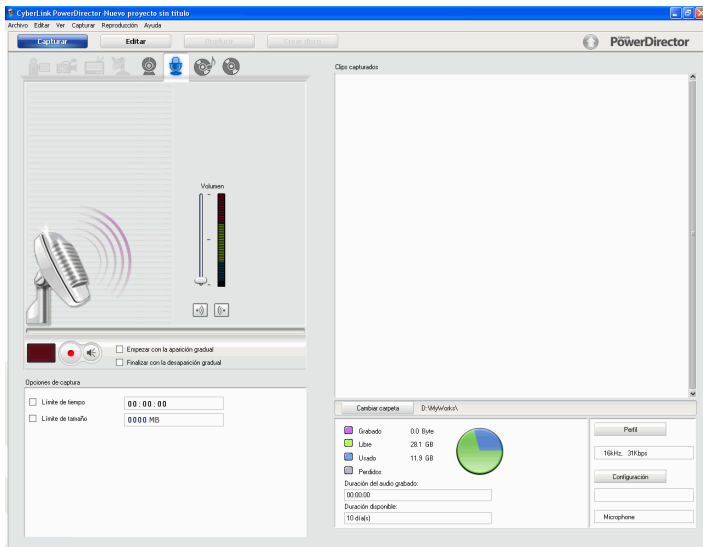 CyberLink PowerDirector-Nuevo proyecto sin título
Archivo Editar Ver Capturar Reproducción Ayuda
Capturar Editar Producir Crear disco
PowerDirector
Clips capturados
Volumen
Empezar con la aparición gradual
Finalizar con la desaparición gradual
Opciones de captura
Límite de tiempo 00:00:00
Límite de tamaño 0000 MB
Cambiar carpeta D:\MyWorks\
Grabado 0.0 Byte
Libre 28.1 GB
Usado 11.9 GB
Perdidos
Duración del audio grabado:
00:00:00
Duración disponible:
10 día(s)
Perfil
16kHz, 31Kbps
Configuración
Microphone